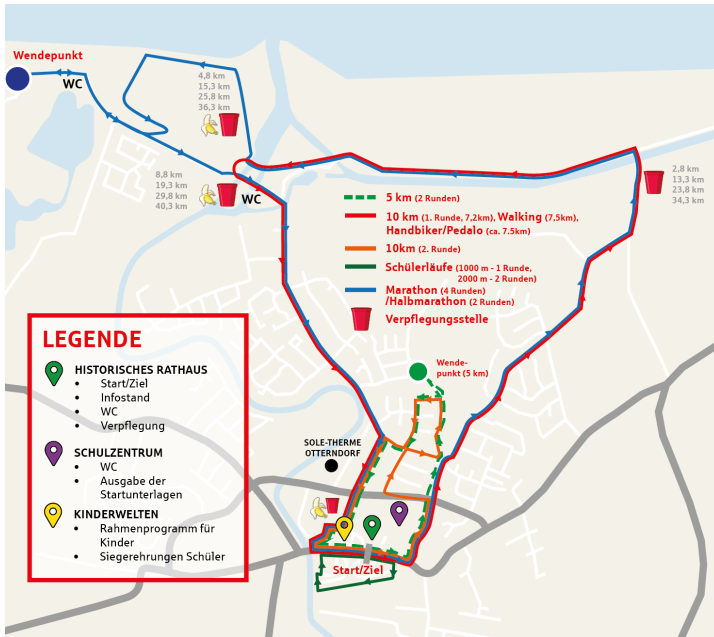 Wendepunkt
WC
4,8 km
15,3 km
25,8 km
36,3 km
8,8 km
19,3 km
29,8 km
40,3 km
WC
2,8 km
13,3 km
23,8 km
34,3 km
5 km (2 Runden)
10 km (1. Runde, 7,2km), Walking (7,5km),
Handbiker/Pedalo (ca. 7.5km)
10km (2. Runde)
Schülerläufe (1000 m - 1 Runde,
2000 m - 2 Runden)
Marathon (4 Runden)
/Halbmarathon (2 Runden)
Verpflegungsstelle
Wende-
punkt (5 km)
SOLE-THERME
OTTERNDORF
Start/Ziel
LEGENDE
HISTORISCHES RATHAUS
• Start/Ziel
• Infostand
• WC
• Verpflegung
SCHULZENTRUM
• WC
• Ausgabe der
Startunterlagen
KINDERWELTEN
• Rahmenprogramm für
Kinder
• Siegerehrungen Schüler